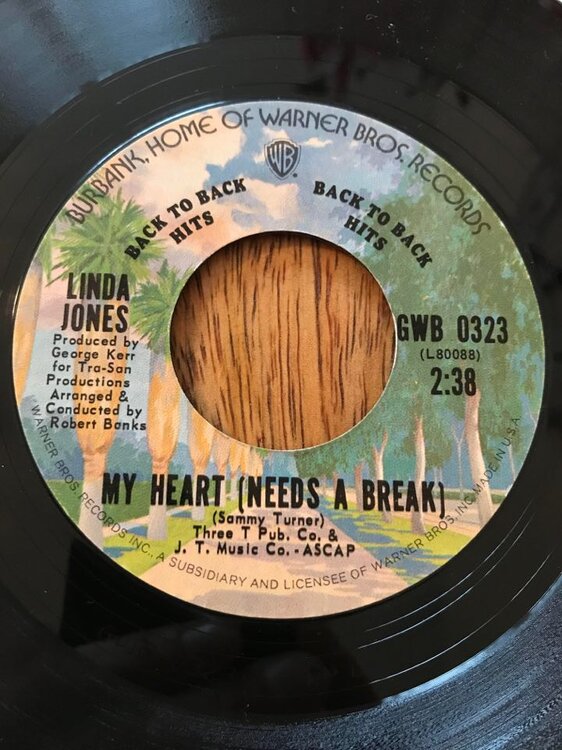 BURBANK, HOME OF WARNER BROS. RECORDS
WB
BACK TO BACK
HITS
BACK TO BACK
HITS
LINDA
JONES
Produced by
George Kerr
for Tra-San
Productions
Arranged &
Conducted by
Robert Banks
GWB 0323
(L80088)
2:38
MY HEART (NEEDS A BREAK)
(Sammy Turner)
Three T Pub. Co. &
J. T. Music Co. - ASCAP
WARNER BROS. RECORDS INC., A SUBSIDIARY AND LICENSEE OF WARNER BROS. INC. MADE IN U.S.A.